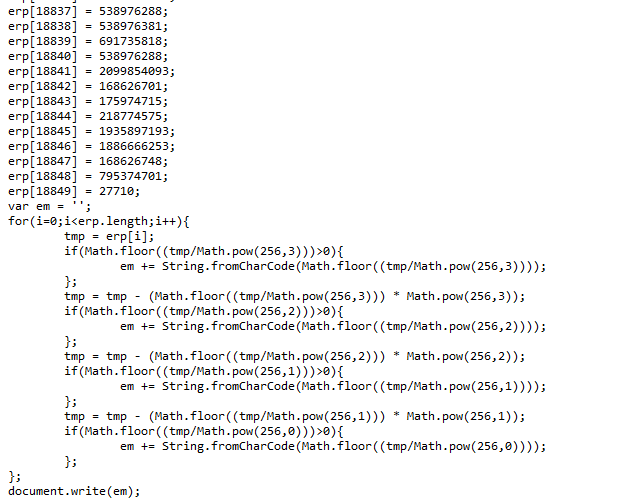 erp[18837] = 538976288;
erp[18838] = 538976381;
erp[18839] = 691735818;
erp[18840] = 538976288;
erp[18841] = 2099854093;
erp[18842] = 168626701;
erp[18843] = 175974715;
erp[18844] = 218774575;
erp[18845] = 1935897193;
erp[18846] = 1886666253;
erp[18847] = 168626748;
erp[18848] = 795374701;
erp[18849] = 27710;
var em = '';
for(i=0;i<erp.length;i++){
	tmp = erp[i];
	if(Math.floor((tmp/Math.pow(256,3)))>0){
		em += String.fromCharCode(Math.floor((tmp/Math.pow(256,3))));
	};
	tmp = tmp - (Math.floor((tmp/Math.pow(256,3))) * Math.pow(256,3));
	if(Math.floor((tmp/Math.pow(256,2)))>0){
		em += String.fromCharCode(Math.floor((tmp/Math.pow(256,2))));
	};
	tmp = tmp - (Math.floor((tmp/Math.pow(256,2))) * Math.pow(256,2));
	if(Math.floor((tmp/Math.pow(256,1)))>0){
		em += String.fromCharCode(Math.floor((tmp/Math.pow(256,1))));
	};
	tmp = tmp - (Math.floor((tmp/Math.pow(256,1))) * Math.pow(256,1));
	if(Math.floor((tmp/Math.pow(256,0)))>0){
		em += String.fromCharCode(Math.floor((tmp/Math.pow(256,0))));
	};
};
document.write(em);